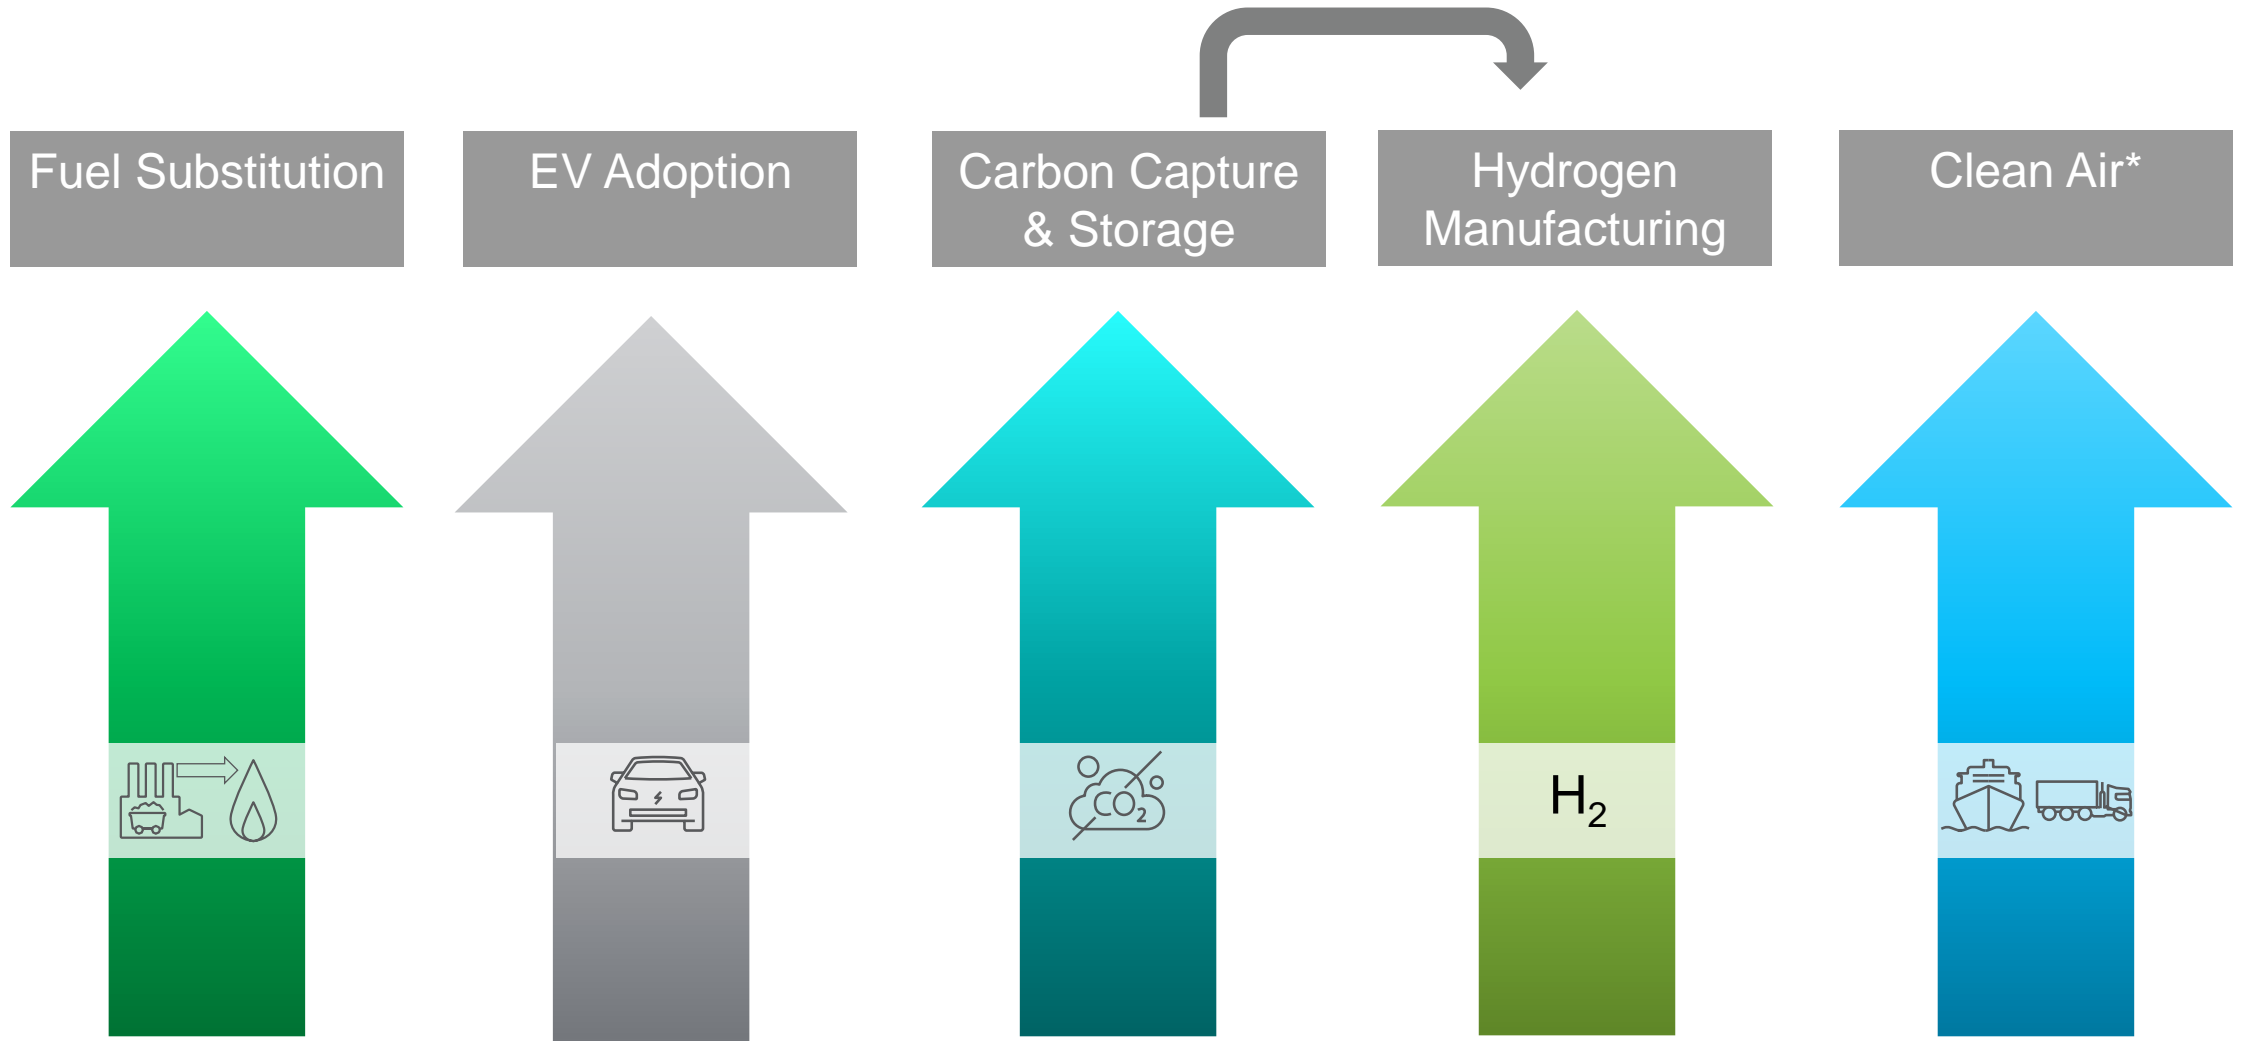 Fuel Substitution
EV Adoption
Carbon Capture
& Storage
Hydrogen
Manufacturing
Clean Air*
CO₂
H₂